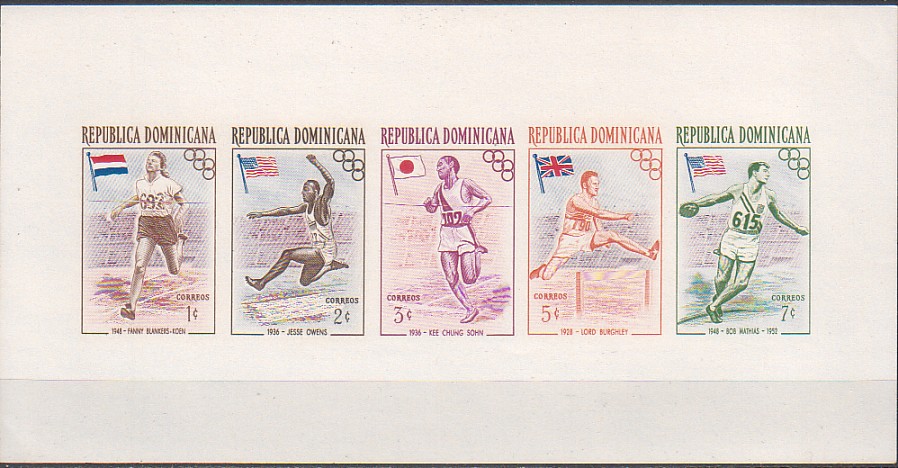 REPUBLICA DOMINICANA
692
CORREOS
1¢
1948 - FANNY BLANKERS-KOEN
REPUBLICA DOMINICANA
CORREOS
2¢
1936 - JESSE OWENS
REPUBLICA DOMINICANA
CORREOS
3¢
1936 - KEE CHUNG SOHN
REPUBLICA DOMINICANA
CORREOS
5¢
1928 - LORD BURGHLEY
REPUBLICA DOMINICANA
615
CORREOS
7¢
1948 - BOB MATHIAS - 1952